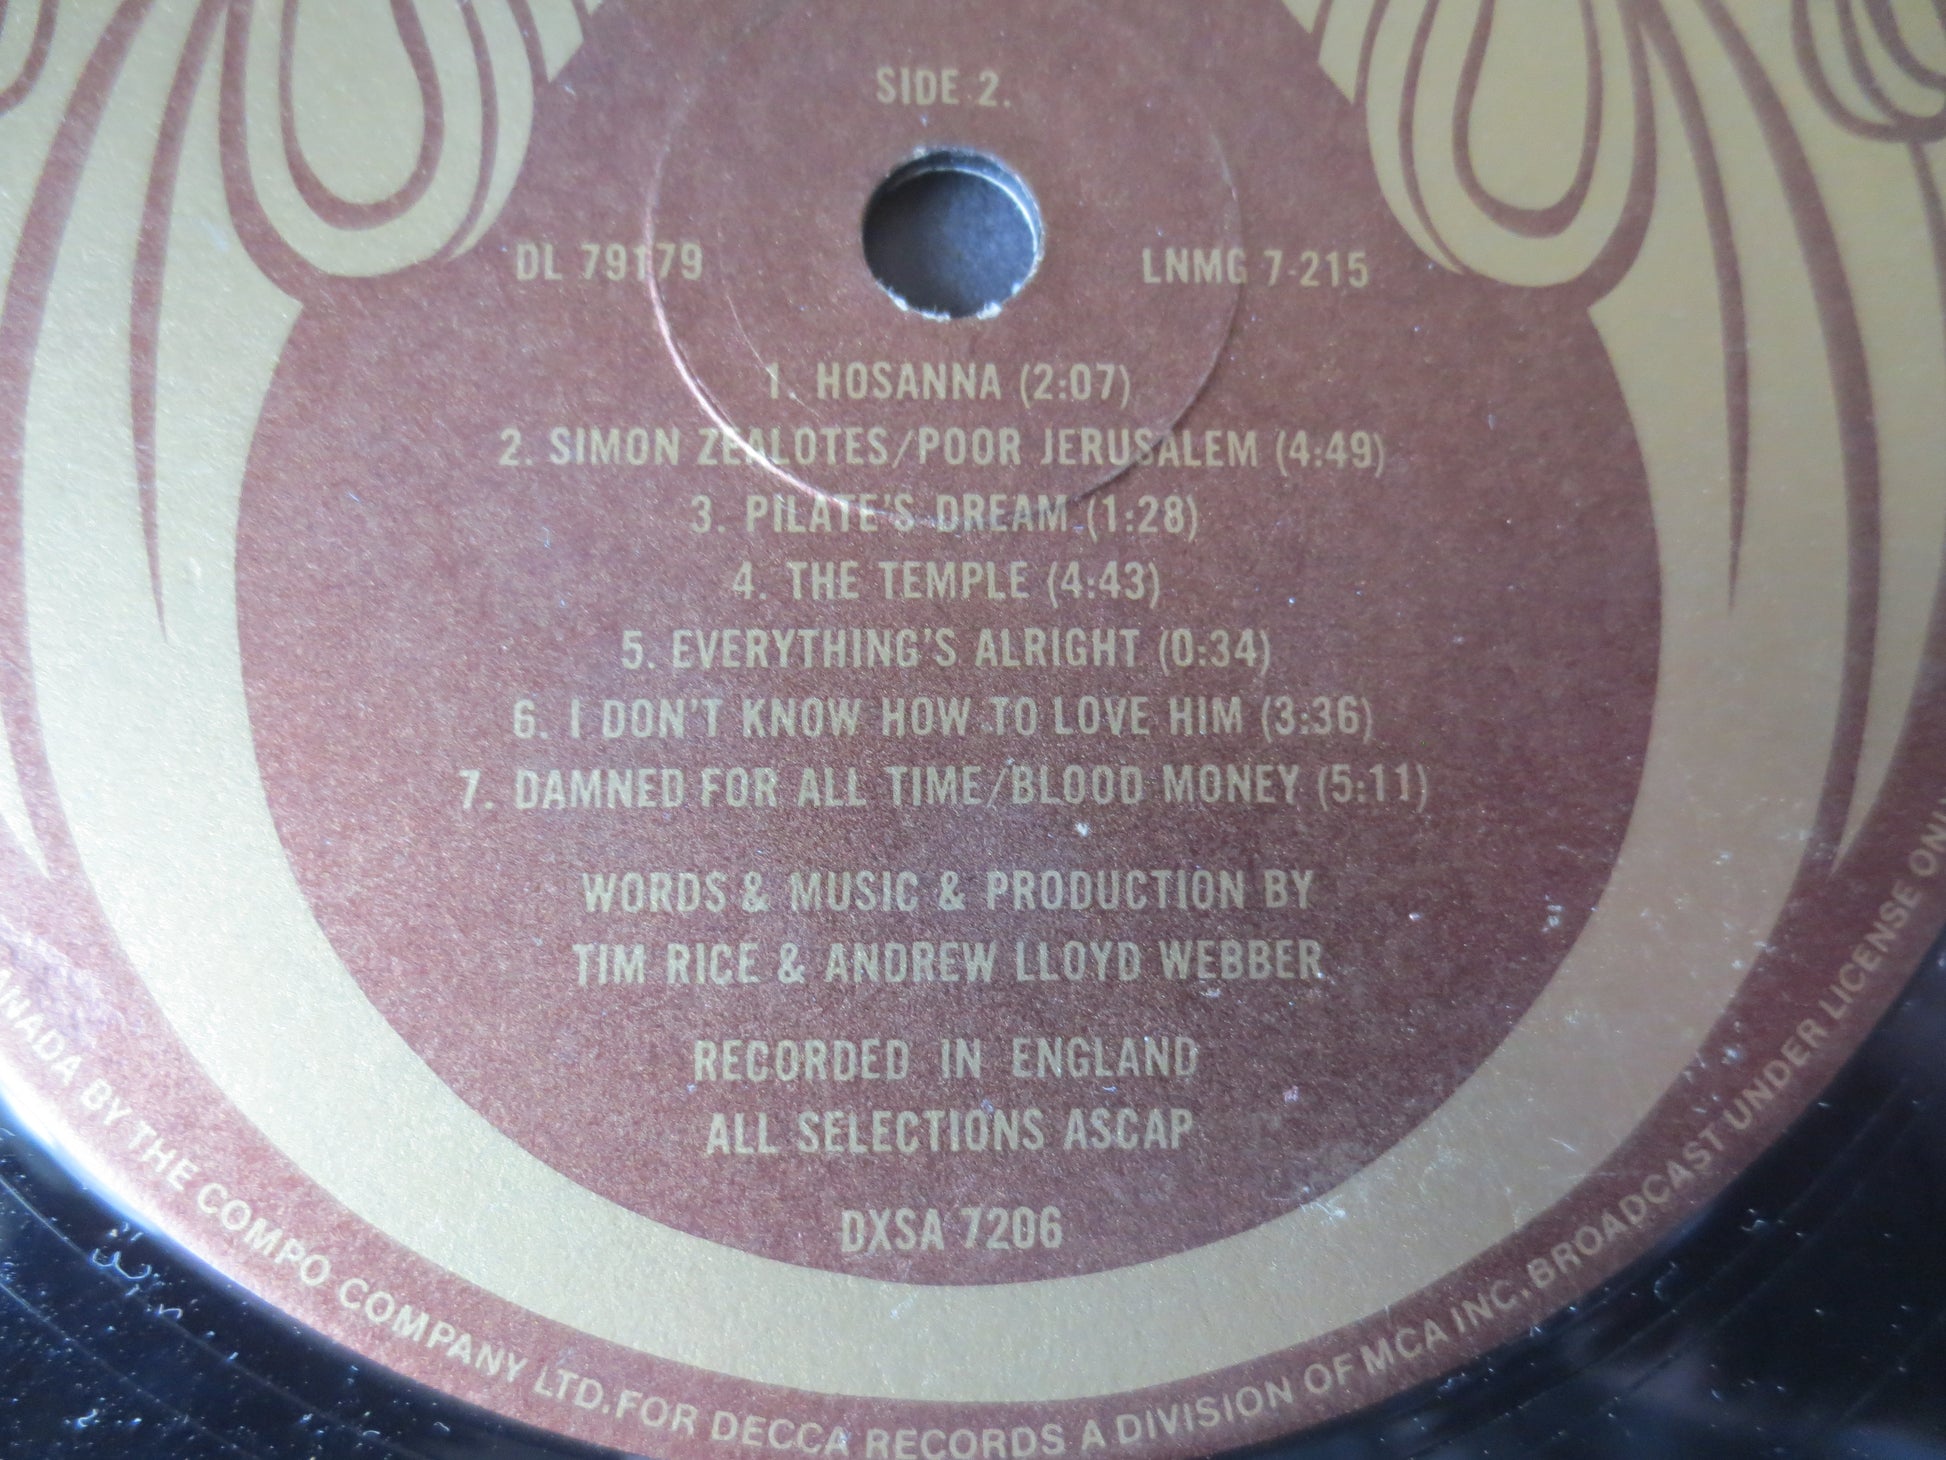 SIDE 2.
DL 79179
LNMG 7-215
1. HOSANNA (2:07)
2. SIMON ZEALOTES/POOR JERUSALEM (4:49)
3. PILATE'S DREAM (1:28)
4. THE TEMPLE (4:43)
5. EVERYTHING'S ALRIGHT (0:34)
6. I DON'T KNOW HOW TO LOVE HIM (3:36)
7. DAMNED FOR ALL TIME/BLOOD MONEY (5:11)
WORDS & MUSIC & PRODUCTION BY
TIM RICE & ANDREW LLOYD WEBBER
RECORDED IN ENGLAND
ALL SELECTIONS ASCAP
DXSA 7206
BY THE COMPO COMPANY LTD. FOR DECCA RECORDS A DIVISION OF MCA INC. BROADCAST UNDER LICENSE